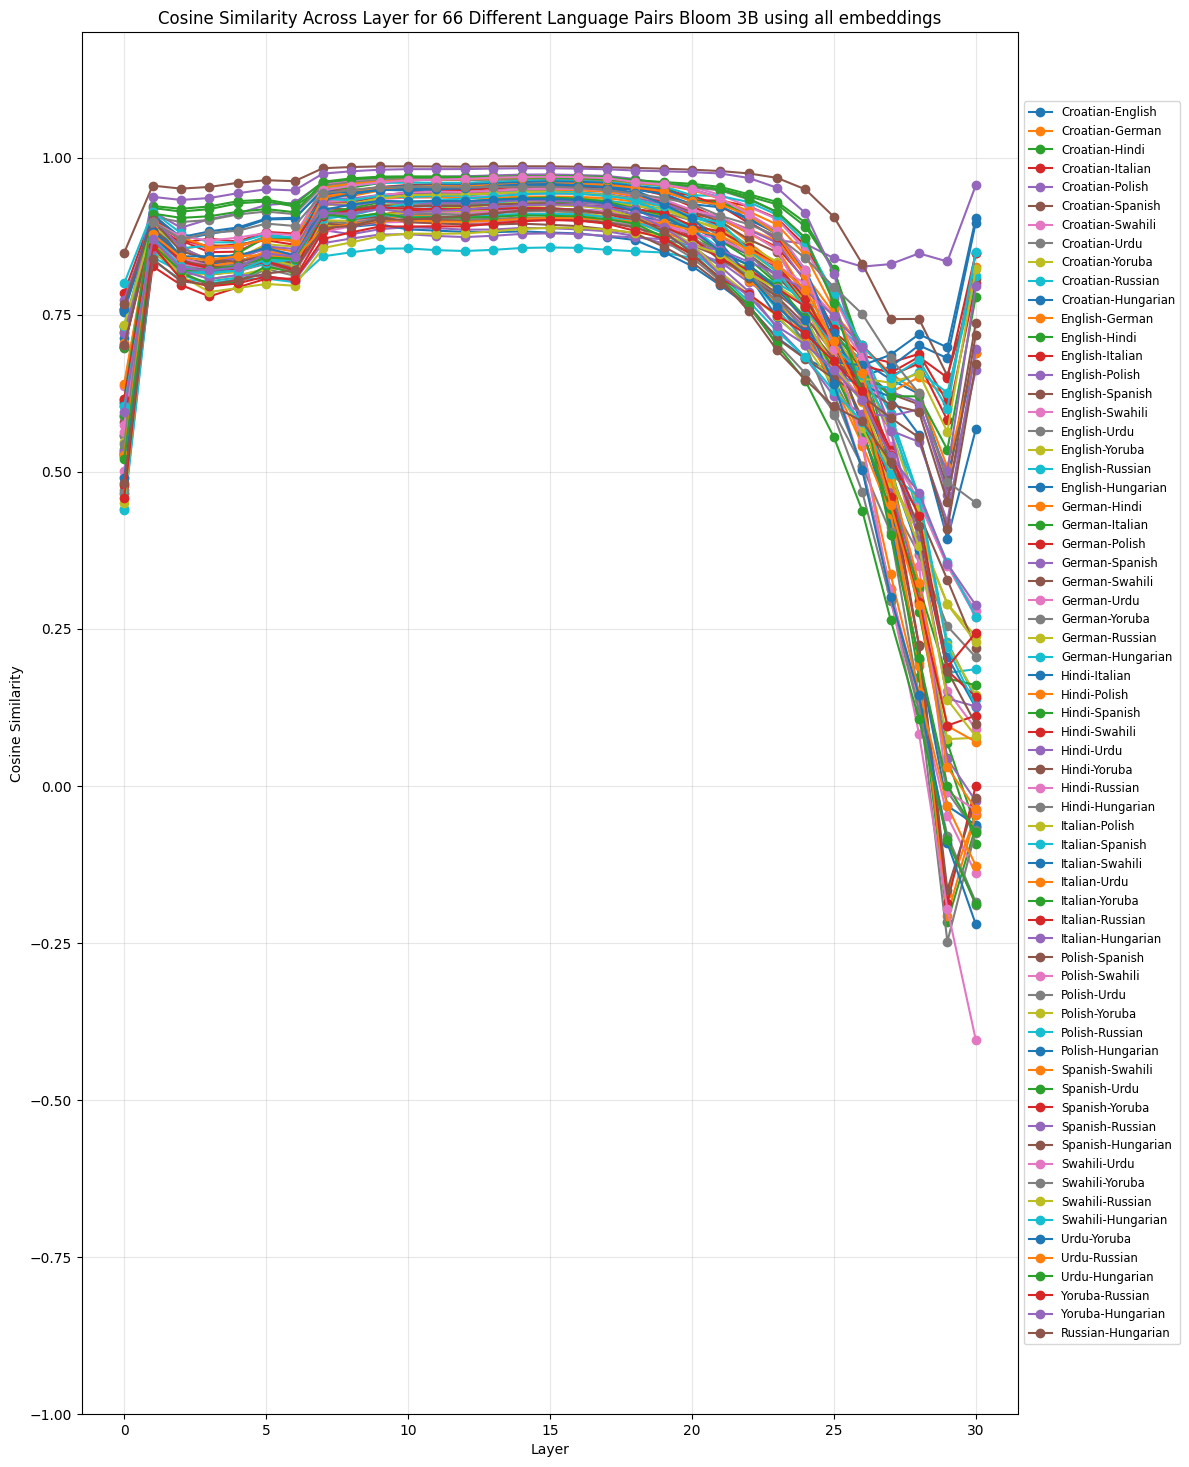 Cosine Similarity Across Layer for 66 Different Language Pairs Bloom 3B using all embeddings
1.00
0.75
0.50
0.25
0.00
−0.25
−0.50
−0.75
−1.00
Cosine Similarity
0 5 10 15 20 25 30
Layer
Croatian-English
Croatian-German
Croatian-Hindi
Croatian-Italian
Croatian-Polish
Croatian-Spanish
Croatian-Swahili
Croatian-Urdu
Croatian-Yoruba
Croatian-Russian
Croatian-Hungarian
English-German
English-Hindi
English-Italian
English-Polish
English-Spanish
English-Swahili
English-Urdu
English-Yoruba
English-Russian
English-Hungarian
German-Hindi
German-Italian
German-Polish
German-Spanish
German-Swahili
German-Urdu
German-Yoruba
German-Russian
German-Hungarian
Hindi-Italian
Hindi-Polish
Hindi-Spanish
Hindi-Swahili
Hindi-Urdu
Hindi-Yoruba
Hindi-Russian
Hindi-Hungarian
Italian-Polish
Italian-Spanish
Italian-Swahili
Italian-Urdu
Italian-Yoruba
Italian-Russian
Italian-Hungarian
Polish-Spanish
Polish-Swahili
Polish-Urdu
Polish-Yoruba
Polish-Russian
Polish-Hungarian
Spanish-Swahili
Spanish-Urdu
Spanish-Yoruba
Spanish-Russian
Spanish-Hungarian
Swahili-Urdu
Swahili-Yoruba
Swahili-Russian
Swahili-Hungarian
Urdu-Yoruba
Urdu-Russian
Urdu-Hungarian
Yoruba-Russian
Yoruba-Hungarian
Russian-Hungarian